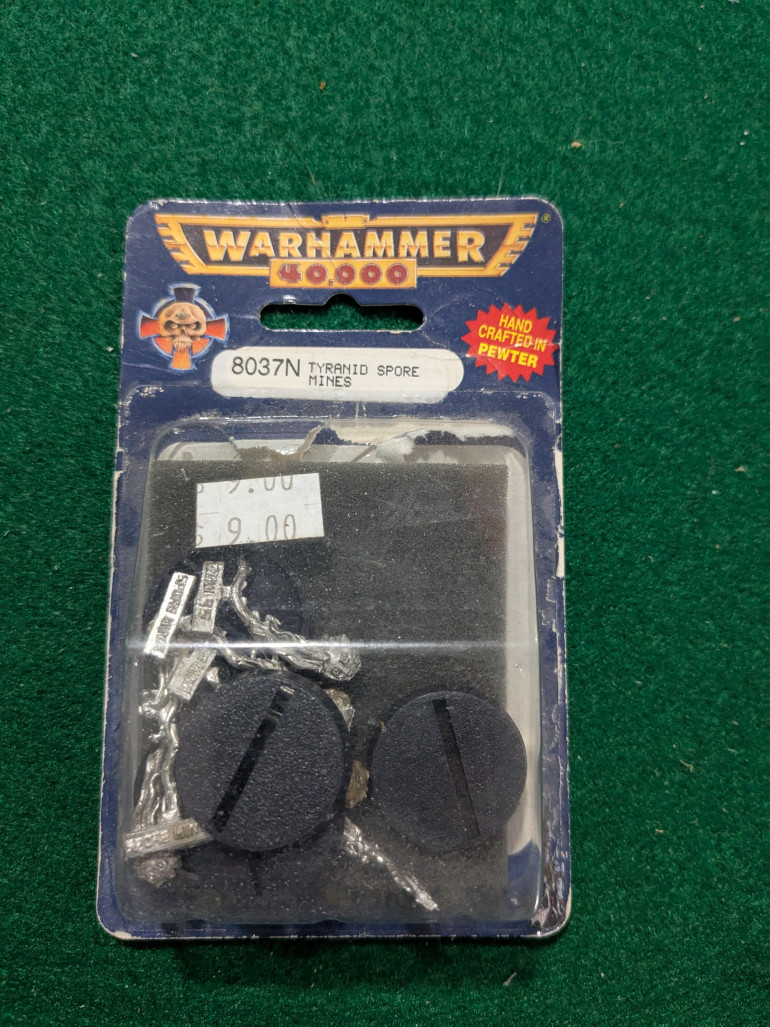 WARHAMMER
®
40,000
HAND
CRAFTED IN
PEWTER
8037N TYRANID SPORE
MINES
$ 9.00
$ 9.00